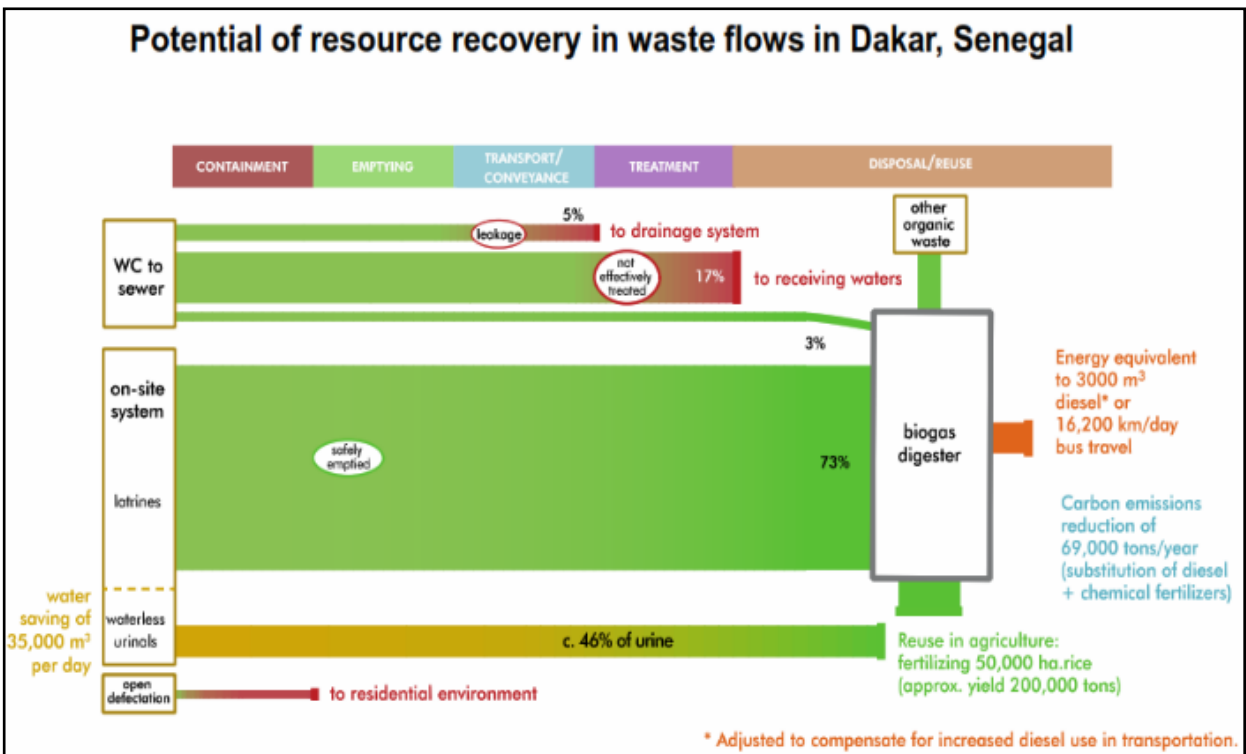 Potential of resource recovery in waste flows in Dakar, Senegal
CONTAINMENT
EMPTYING
TRANSPORT/
CONVEYANCE
TREATMENT
DISPOSAL/REUSE
WC to
sewer
leakage
5%
to drainage system
not
effectively
treated
17%
to receiving waters
3%
other
organic
waste
on-site
system
latrines
safely
emptied
73%
biogas
digester
Energy equivalent
to 3000 m³
diesel* or
16,200 km/day
bus travel
Carbon emissions
reduction of
69,000 tons/year
(substitution of diesel
+ chemical fertilizers)
water
saving of
35,000 m³
per day
waterless
urinals
c. 46% of urine
Reuse in agriculture:
fertilizing 50,000 ha.rice
(approx. yield 200,000 tons)
open
defectation
to residential environment
* Adjusted to compensate for increased diesel use in transportation.